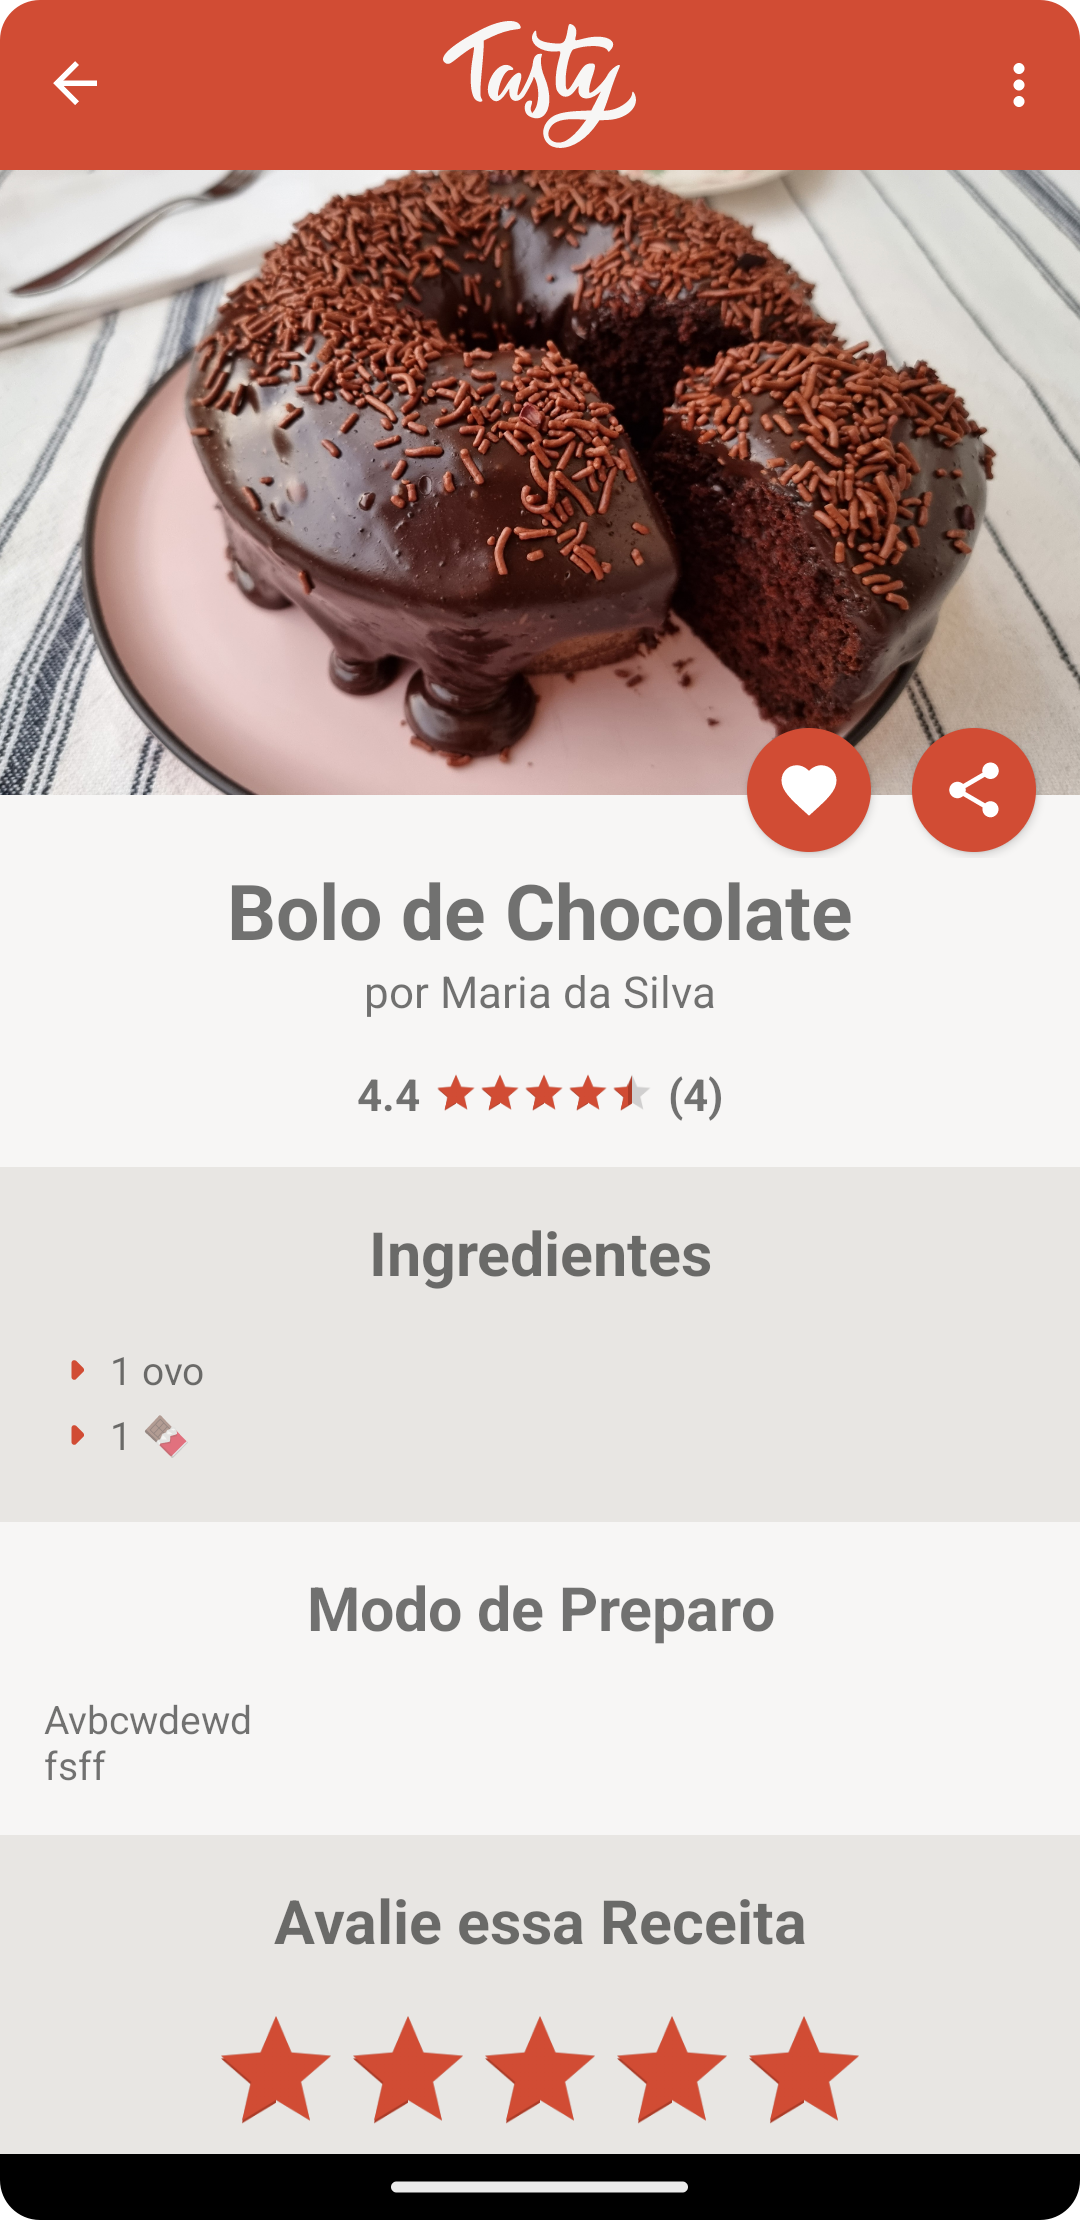 Tasty
Bolo de Chocolate
por Maria da Silva
4.4 (4)
Ingredientes
1 ovo
1 🍫
Modo de Preparo
Avbcwdewd
fsff
Avalie essa Receita